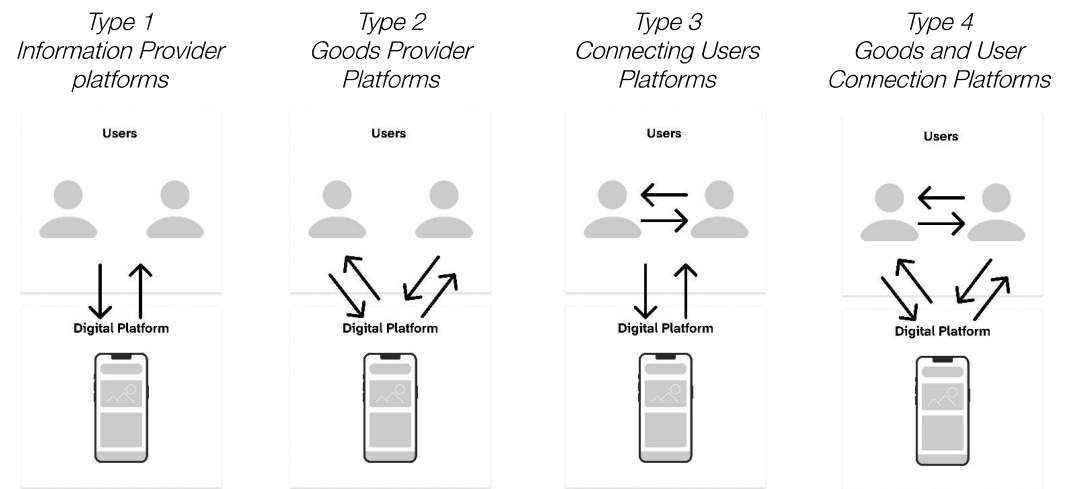 Type 1
Information Provider
platforms
Type 2
Goods Provider
Platforms
Type 3
Connecting Users
Platforms
Type 4
Goods and User
Connection Platforms
Users
Users
Users
Users
Digital Platform
Digital Platform
Digital Platform
Digital Platform